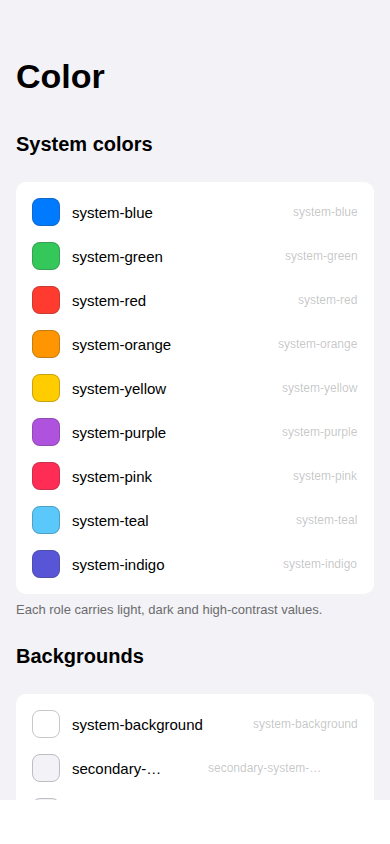 Color
System colors
system-blue system-blue
system-green system-green
system-red system-red
system-orange system-orange
system-yellow system-yellow
system-purple system-purple
system-pink system-pink
system-teal system-teal
system-indigo system-indigo
Each role carries light, dark and high-contrast values.
Backgrounds
system-background system-background
secondary-… secondary-system-…